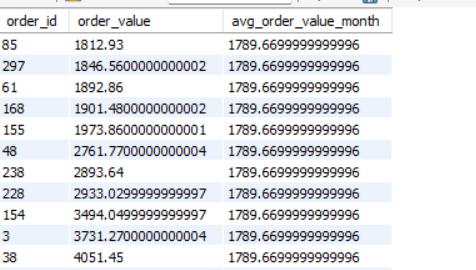 order_id order_value avg_order_value_month
85 1812.93 1789.6699999999996
297 1846.5600000000002 1789.6699999999996
61 1892.86 1789.6699999999996
168 1901.4800000000002 1789.6699999999996
155 1973.8600000000001 1789.6699999999996
48 2761.7700000000004 1789.6699999999996
238 2893.64 1789.6699999999996
228 2933.0299999999997 1789.6699999999996
154 3494.0499999999997 1789.6699999999996
3 3731.2700000000004 1789.6699999999996
38 4051.45 1789.6699999999996